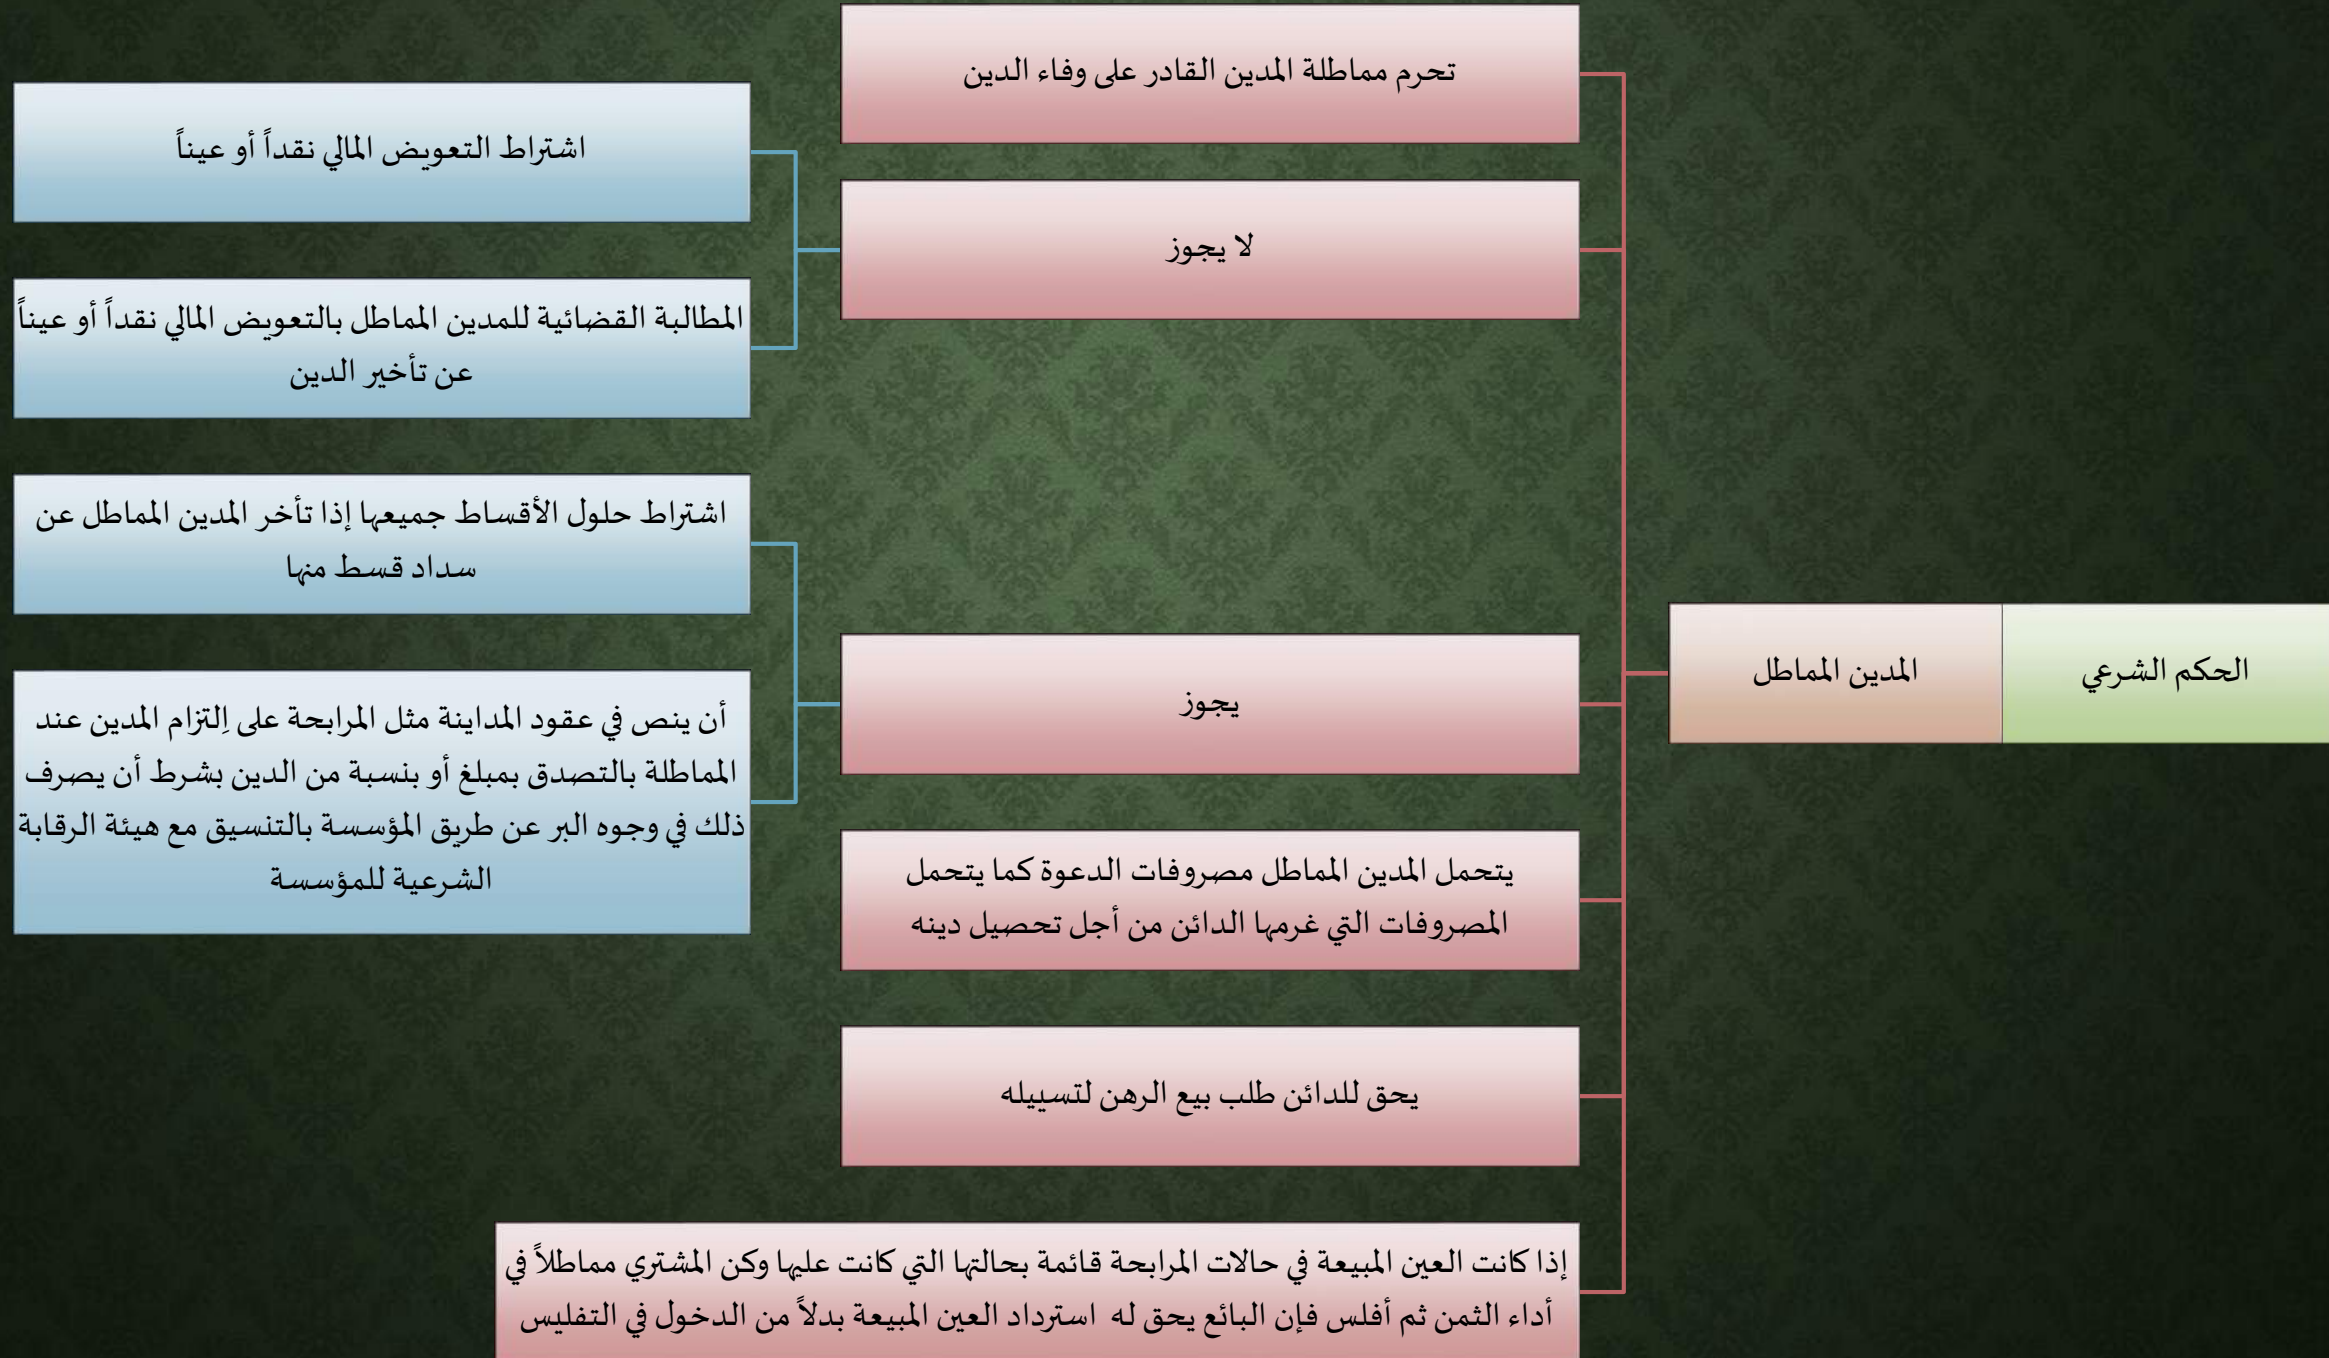 الحكم الشرعي
المدين المماطل
تحرم مماطلة المدين القادر على وفاء الدين
لا يجوز
اشتراط التعويض المالي نقداً أو عيناً
المطالبة القضائية للمدين المماطل بالتعويض المالي نقداً أو عيناً
عن تأخير الدين
يجوز
اشتراط حلول الأقساط جميعها إذا تأخر المدين المماطل عن
سداد قسط منها
أن ينص في عقود المداينة مثل المرابحة على اِلتزام المدين عند
المماطلة بالتصدق بمبلغ أو بنسبة من الدين بشرط أن يصرف
ذلك في وجوه البر عن طريق المؤسسة بالتنسيق مع هيئة الرقابة
الشرعية للمؤسسة
يتحمل المدين المماطل مصروفات الدعوة كما يتحمل
المصروفات التي غرمها الدائن من أجل تحصيل دينه
يحق للدائن طلب بيع الرهن لتسييله
إذا كانت العين المبيعة في حالات المرابحة قائمة بحالتها التي كانت عليها وكن المشتري مماطلاً في
أداء الثمن ثم أفلس فإن البائع يحق له استرداد العين المبيعة بدلاً من الدخول في التفليس